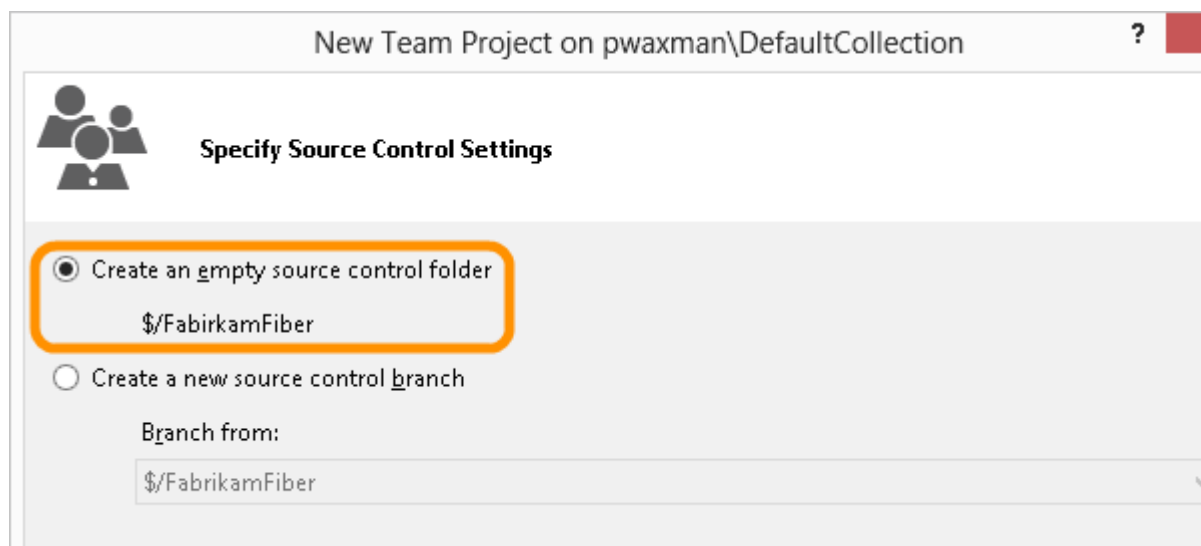 New Team Project on pwaxman\DefaultCollection
?
Specify Source Control Settings
Create an empty source control folder
$/FabirkamFiber
Create a new source control branch
Branch from:
$/FabrikamFiber